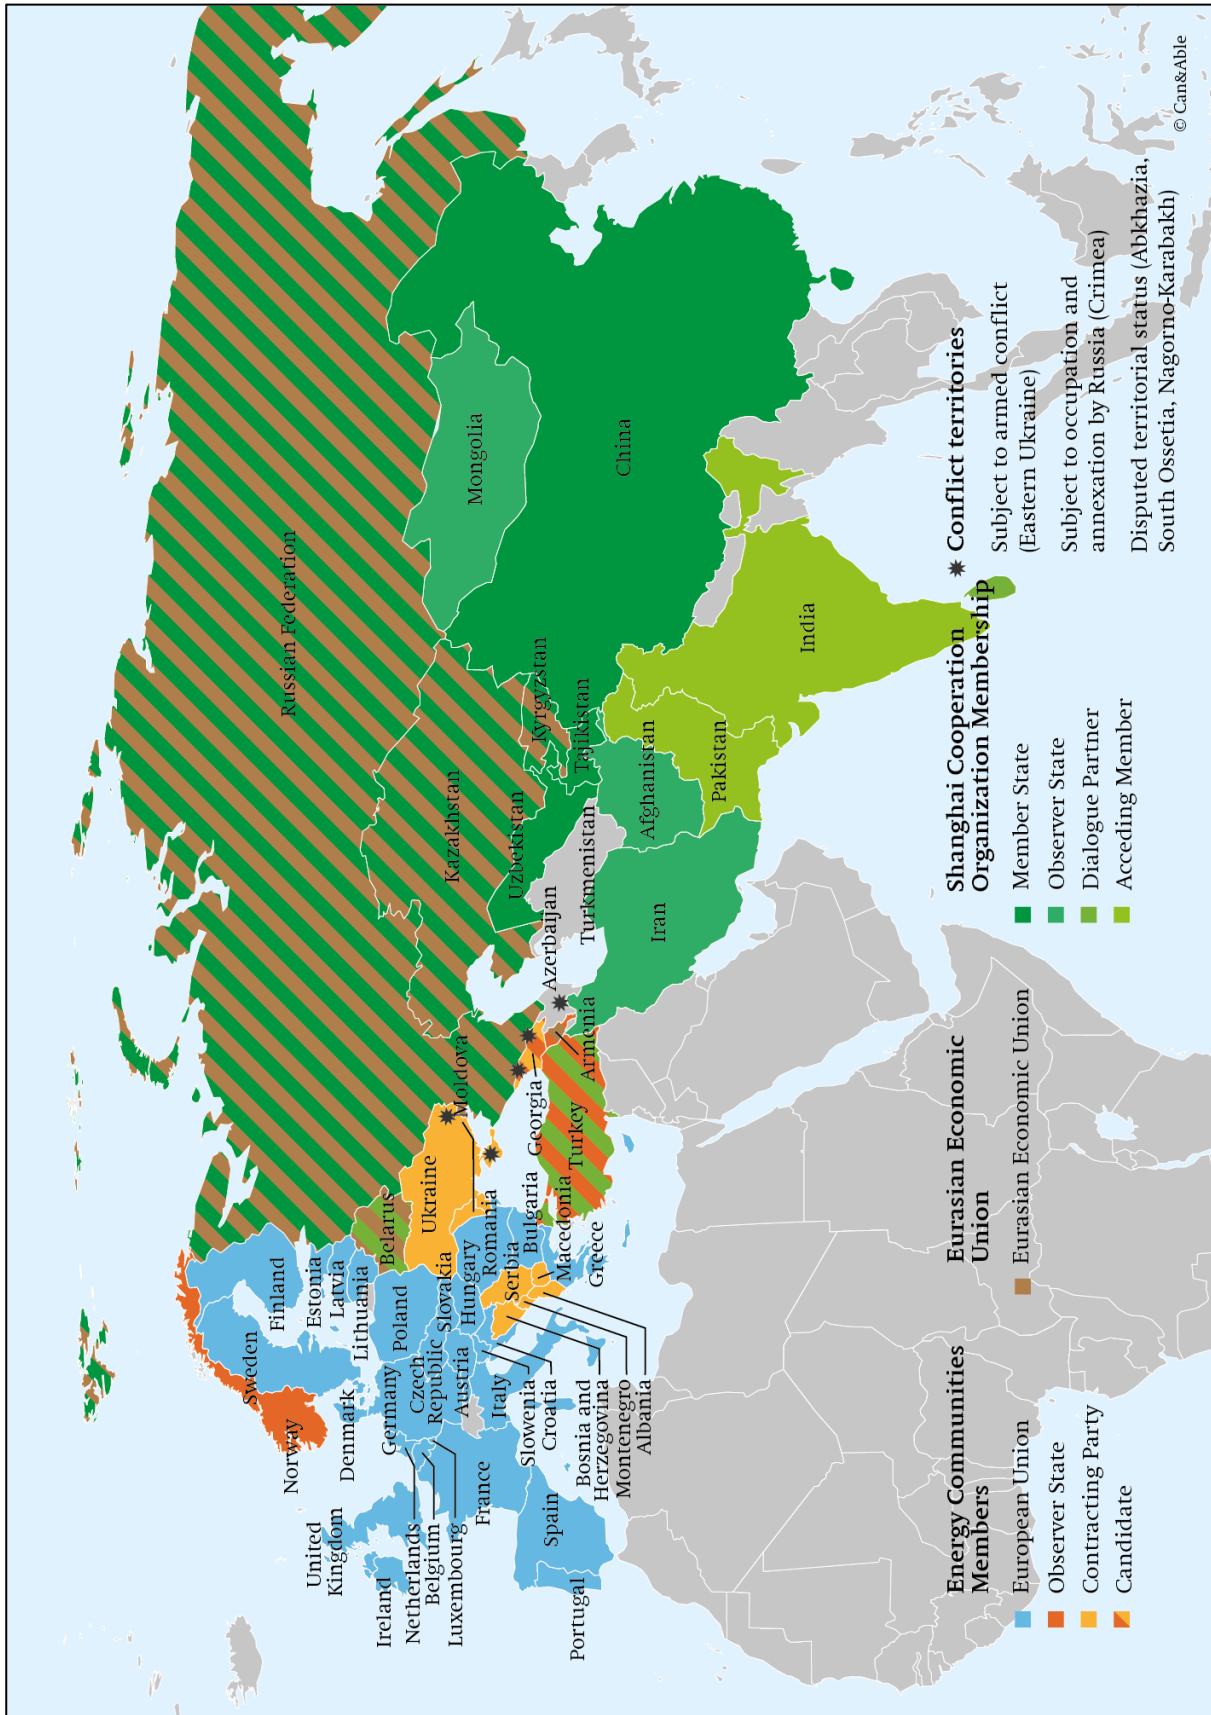 Russian Federation
Norway
Sweden
Finland
Estonia
Latvia
Lithuania
Denmark
United
Kingdom
Ireland
Netherlands
Belgium
Luxembourg
Germany
Poland
Belarus
Czech
Republic
Slovakia
Austria
Hungary
Ukraine
Moldova
Romania
France
Italy
Slowenia
Croatia
Serbia
Bulgaria
Bosnia and
Herzegovina
Montenegro
Albania
Macedonia
Greece
Spain
Portugal
Georgia
Turkey
Armenia
Azerbaijan
Turkmenistan
Kazakhstan
Uzbekistan
Kyrgyzstan
Tajikistan
Mongolia
China
Iran
Afghanistan
Pakistan
India
Energy Communities
Members
European Union
Observer State
Contracting Party
Candidate
Eurasian Economic
Union
Eurasian Economic Union
Shanghai Cooperation
Organization Membership
Member State
Observer State
Dialogue Partner
Acceding Member
Conflict territories
Subject to armed conflict
(Eastern Ukraine)
Subject to occupation and
annexation by Russia (Crimea)
Disputed territorial status (Abkhazia,
South Ossetia, Nagorno-Karabakh)
© Can&Able